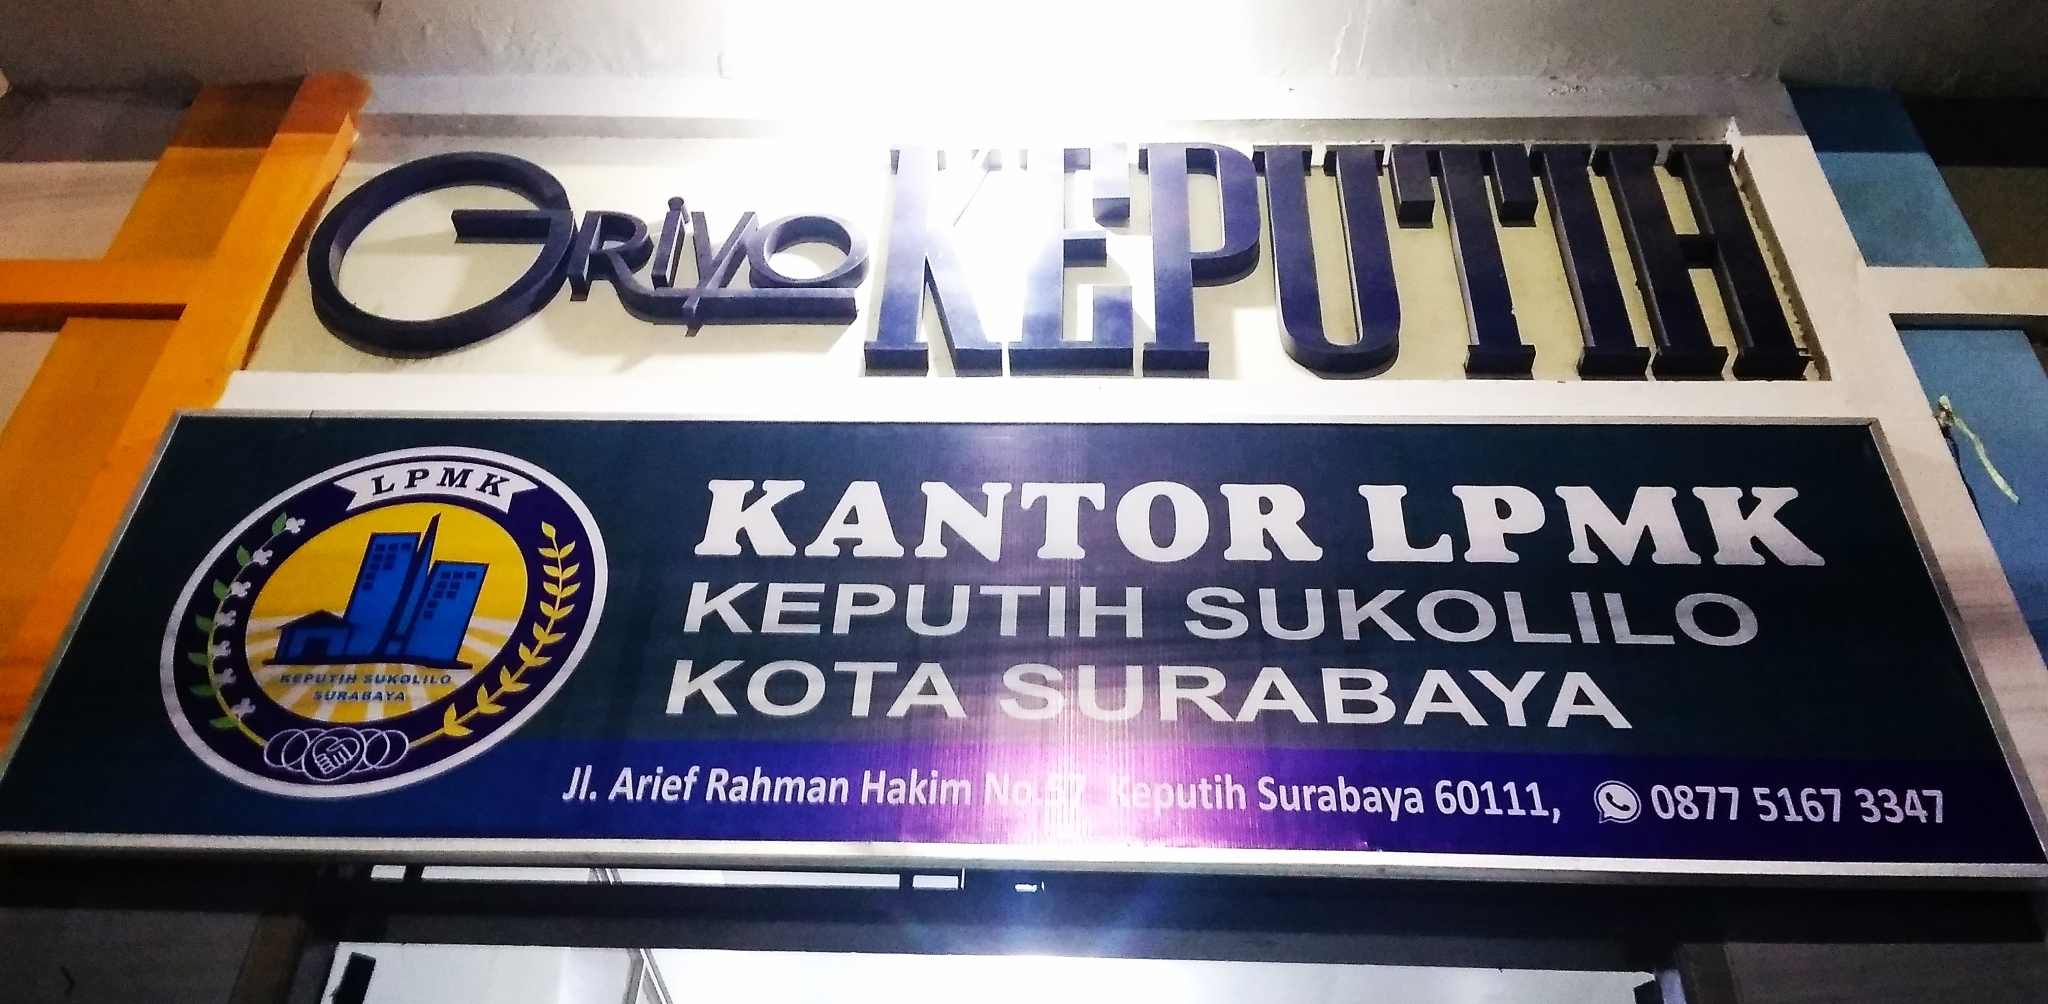 GRIYO KEPUTIH
LPMK
KEPUTIH SUKOLILO
SURABAYA
KANTOR LPMK
KEPUTIH SUKOLILO
KOTA SURABAYA
Jl. Arief Rahman Hakim No.57 Keputih Surabaya 60111, 0877 5167 3347